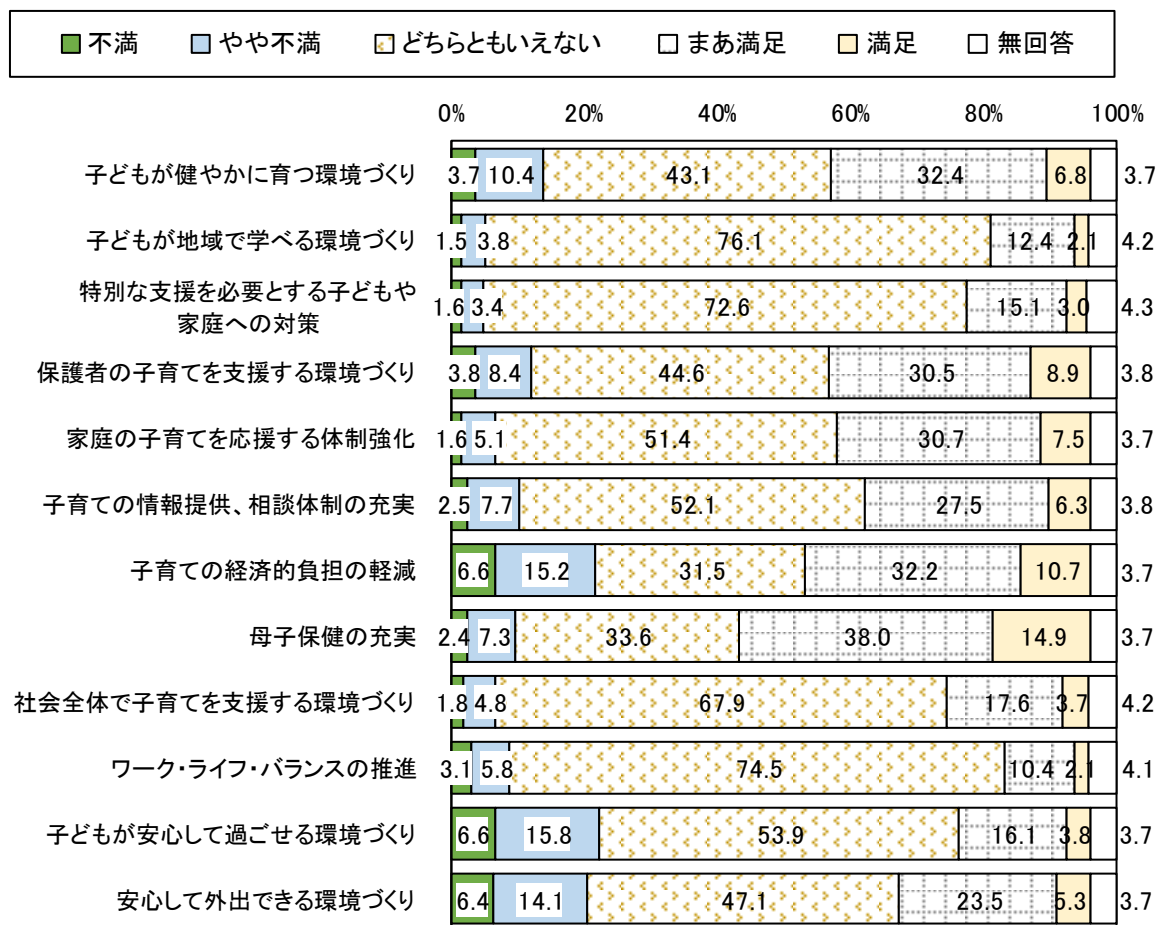 不満 やや不満 どちらともいえない まあ満足 満足 無回答
0% 20% 40% 60% 80% 100%
子どもが健やかに育つ環境づくり 3.7 10.4 43.1 32.4 6.8 3.7
子どもが地域で学べる環境づくり 1.5 3.8 76.1 12.4 2.1 4.2
特別な支援を必要とする子どもや
家庭への対策 1.6 3.4 72.6 15.1 3.0 4.3
保護者の子育てを支援する環境づくり 3.8 8.4 44.6 30.5 8.9 3.8
家庭の子育てを応援する体制強化 1.6 5.1 51.4 30.7 7.5 3.7
子育ての情報提供、相談体制の充実 2.5 7.7 52.1 27.5 6.3 3.8
子育ての経済的負担の軽減 6.6 15.2 31.5 32.2 10.7 3.7
母子保健の充実 2.4 7.3 33.6 38.0 14.9 3.7
社会全体で子育てを支援する環境づくり 1.8 4.8 67.9 17.6 3.7 4.2
ワーク・ライフ・バランスの推進 3.1 5.8 74.5 10.4 2.1 4.1
子どもが安心して過ごせる環境づくり 6.6 15.8 53.9 16.1 3.8 3.7
安心して外出できる環境づくり 6.4 14.1 47.1 23.5 5.3 3.7